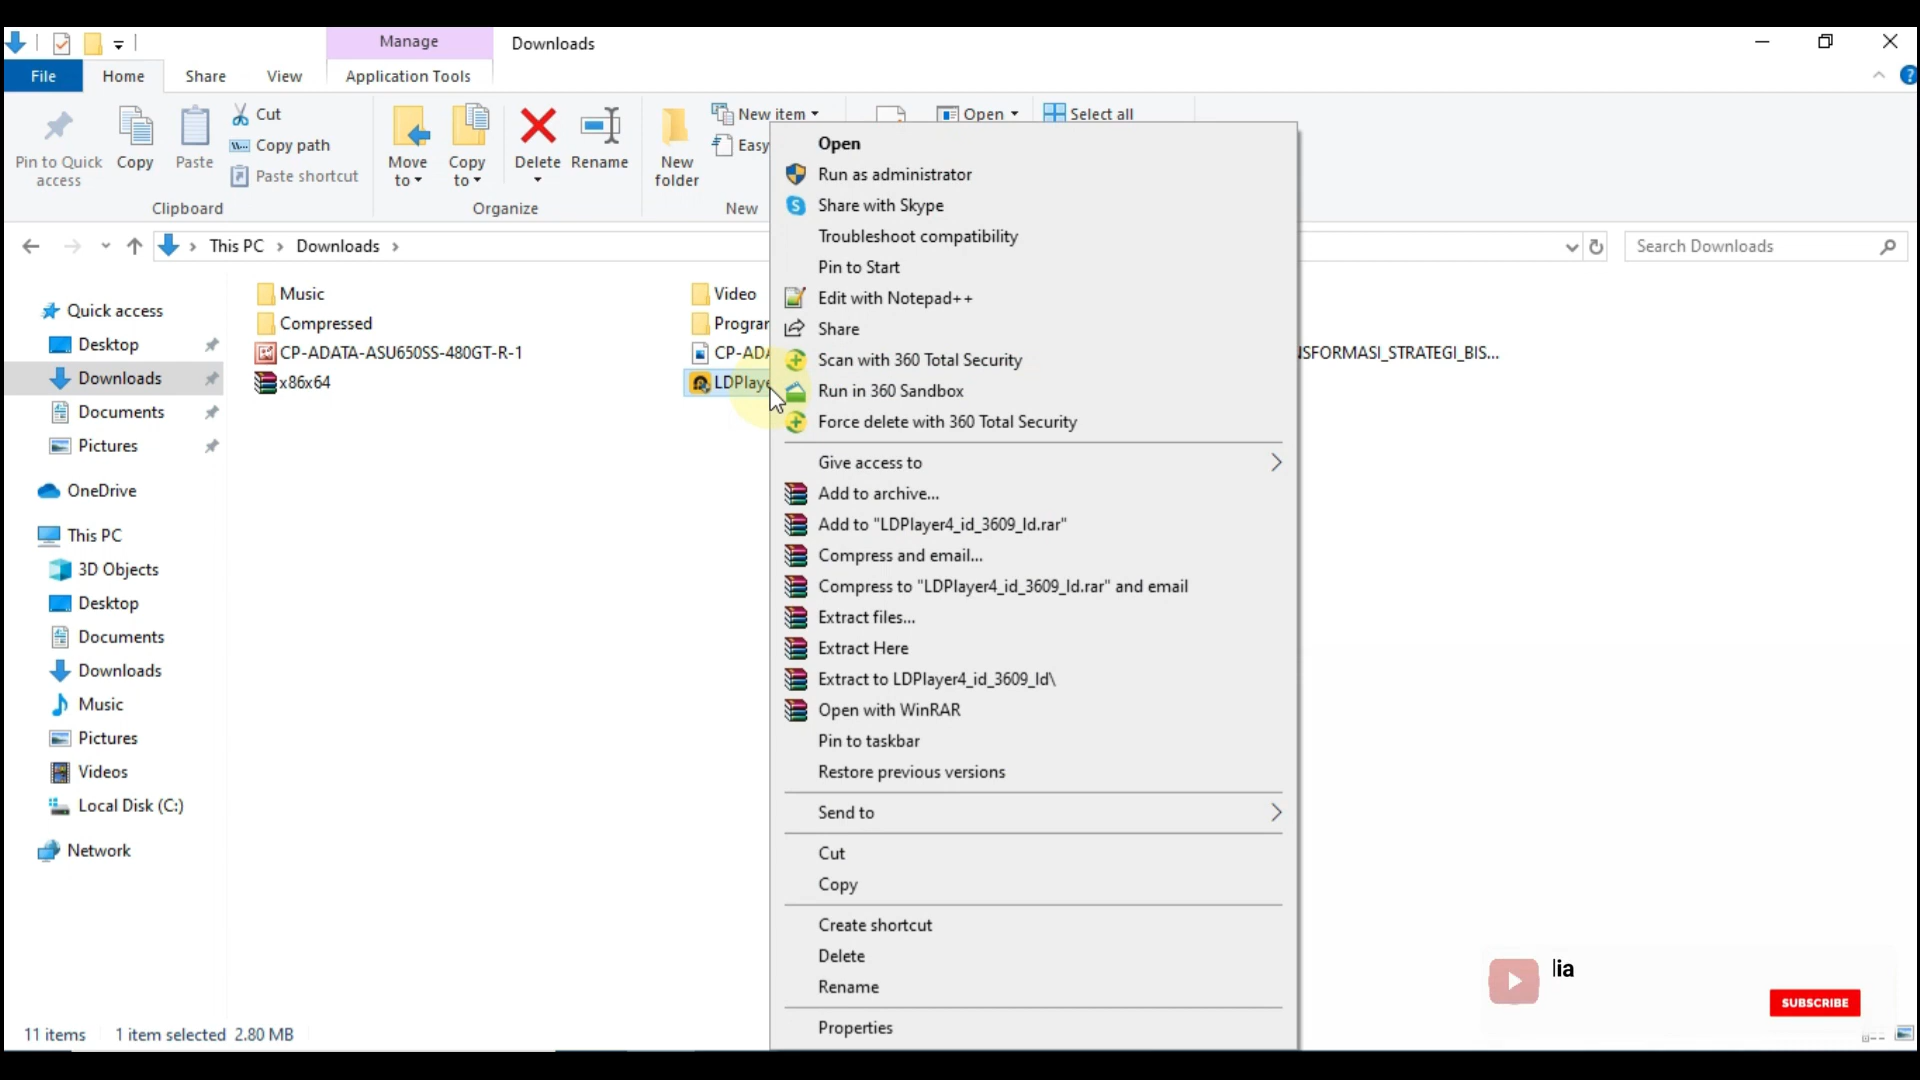 Manage
Downloads
File
Home
Share
View
Application Tools
Pin to Quick
access
Copy
Paste
Cut
Copy path
Paste shortcut
Clipboard
Move
to
Copy
to
Delete
Rename
Organize
New
folder
New item
Easy
New
Open
Select all
This PC > Downloads >
Search Downloads
Quick access
Desktop
Downloads
Documents
Pictures
OneDrive
This PC
3D Objects
Desktop
Documents
Downloads
Music
Pictures
Videos
Local Disk (C:)
Network
Music
Video
Compressed
CP-ADATA-ASU650SS-480GT-R-1
SFORMASI_STRATEGI_BIS...
x86x64
Open
Run as administrator
Share with Skype
Troubleshoot compatibility
Pin to Start
Edit with Notepad++
Share
Scan with 360 Total Security
Run in 360 Sandbox
Force delete with 360 Total Security
Give access to
Add to archive...
Add to "LDPlayer4_id_3609_ld.rar"
Compress and email...
Compress to "LDPlayer4_id_3609_ld.rar" and email
Extract files...
Extract Here
Extract to LDPlayer4_id_3609_ld\
Open with WinRAR
Pin to taskbar
Restore previous versions
Send to
Cut
Copy
Create shortcut
Delete
Rename
Properties
lia
SUBSCRIBE
11 items
1 item selected 2.80 MB